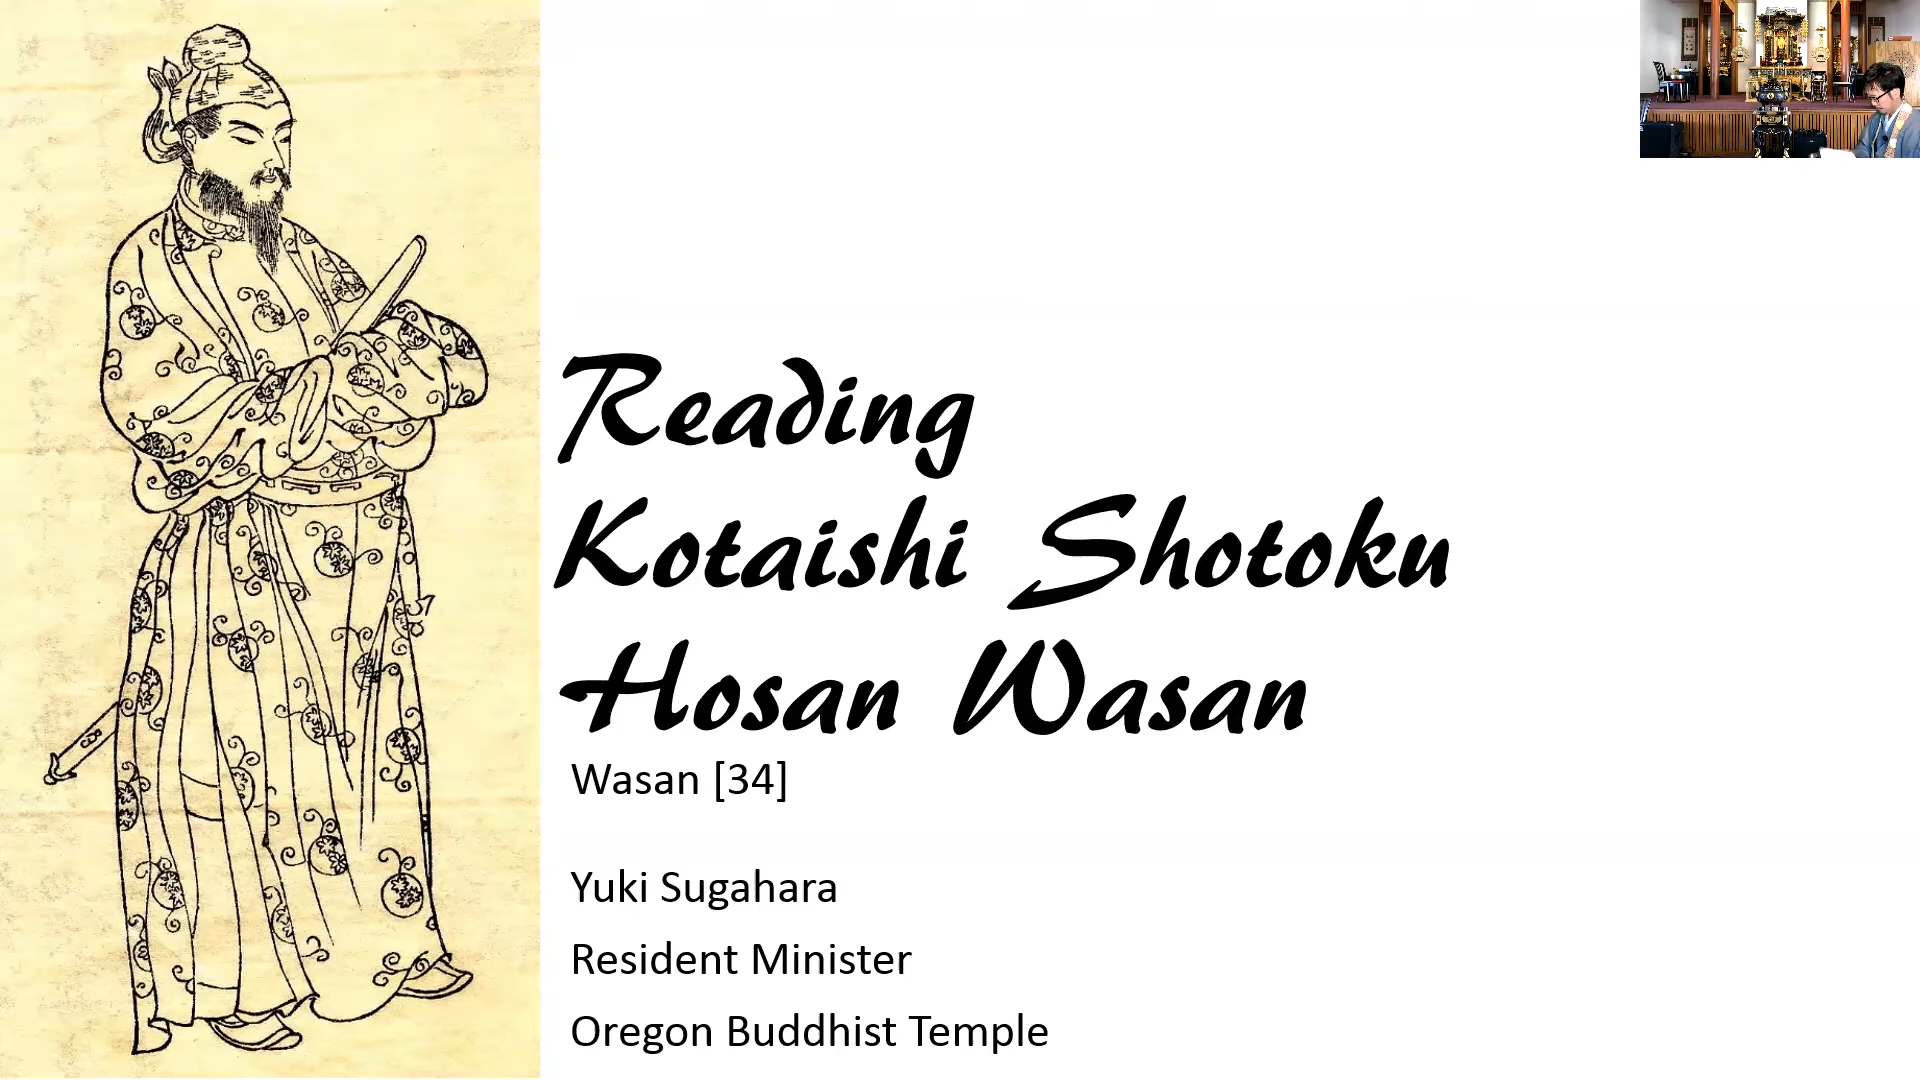 Reading
Kotaishi Shotoku
Hosan Wasan
Wasan [34]
Yuki Sugahara
Resident Minister
Oregon Buddhist Temple